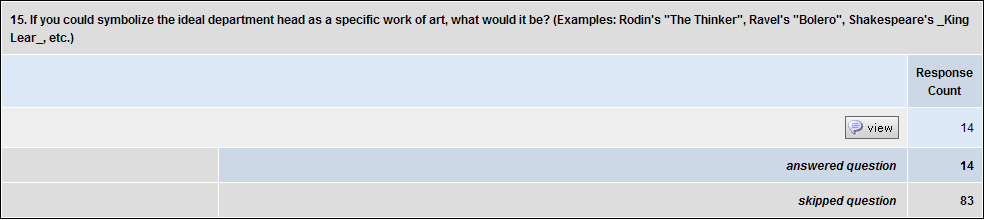 15. If you could symbolize the ideal department head as a specific work of art, what would it be? (Examples: Rodin's "The Thinker", Ravel's "Bolero", Shakespeare's _King
Lear_, etc.)
Response
Count
view 14
answered question 14
skipped question 83